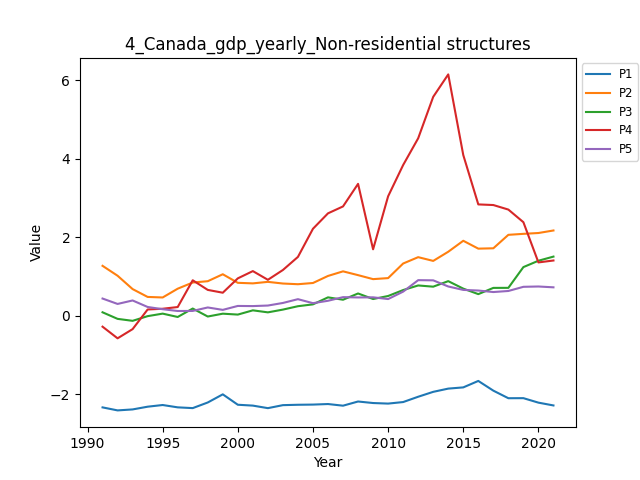 4_Canada_gdp_yearly_Non-residential structures
P1
P2
P3
P4
P5
Value
6
4
2
0
−2
1990 1995 2000 2005 2010 2015 2020
Year